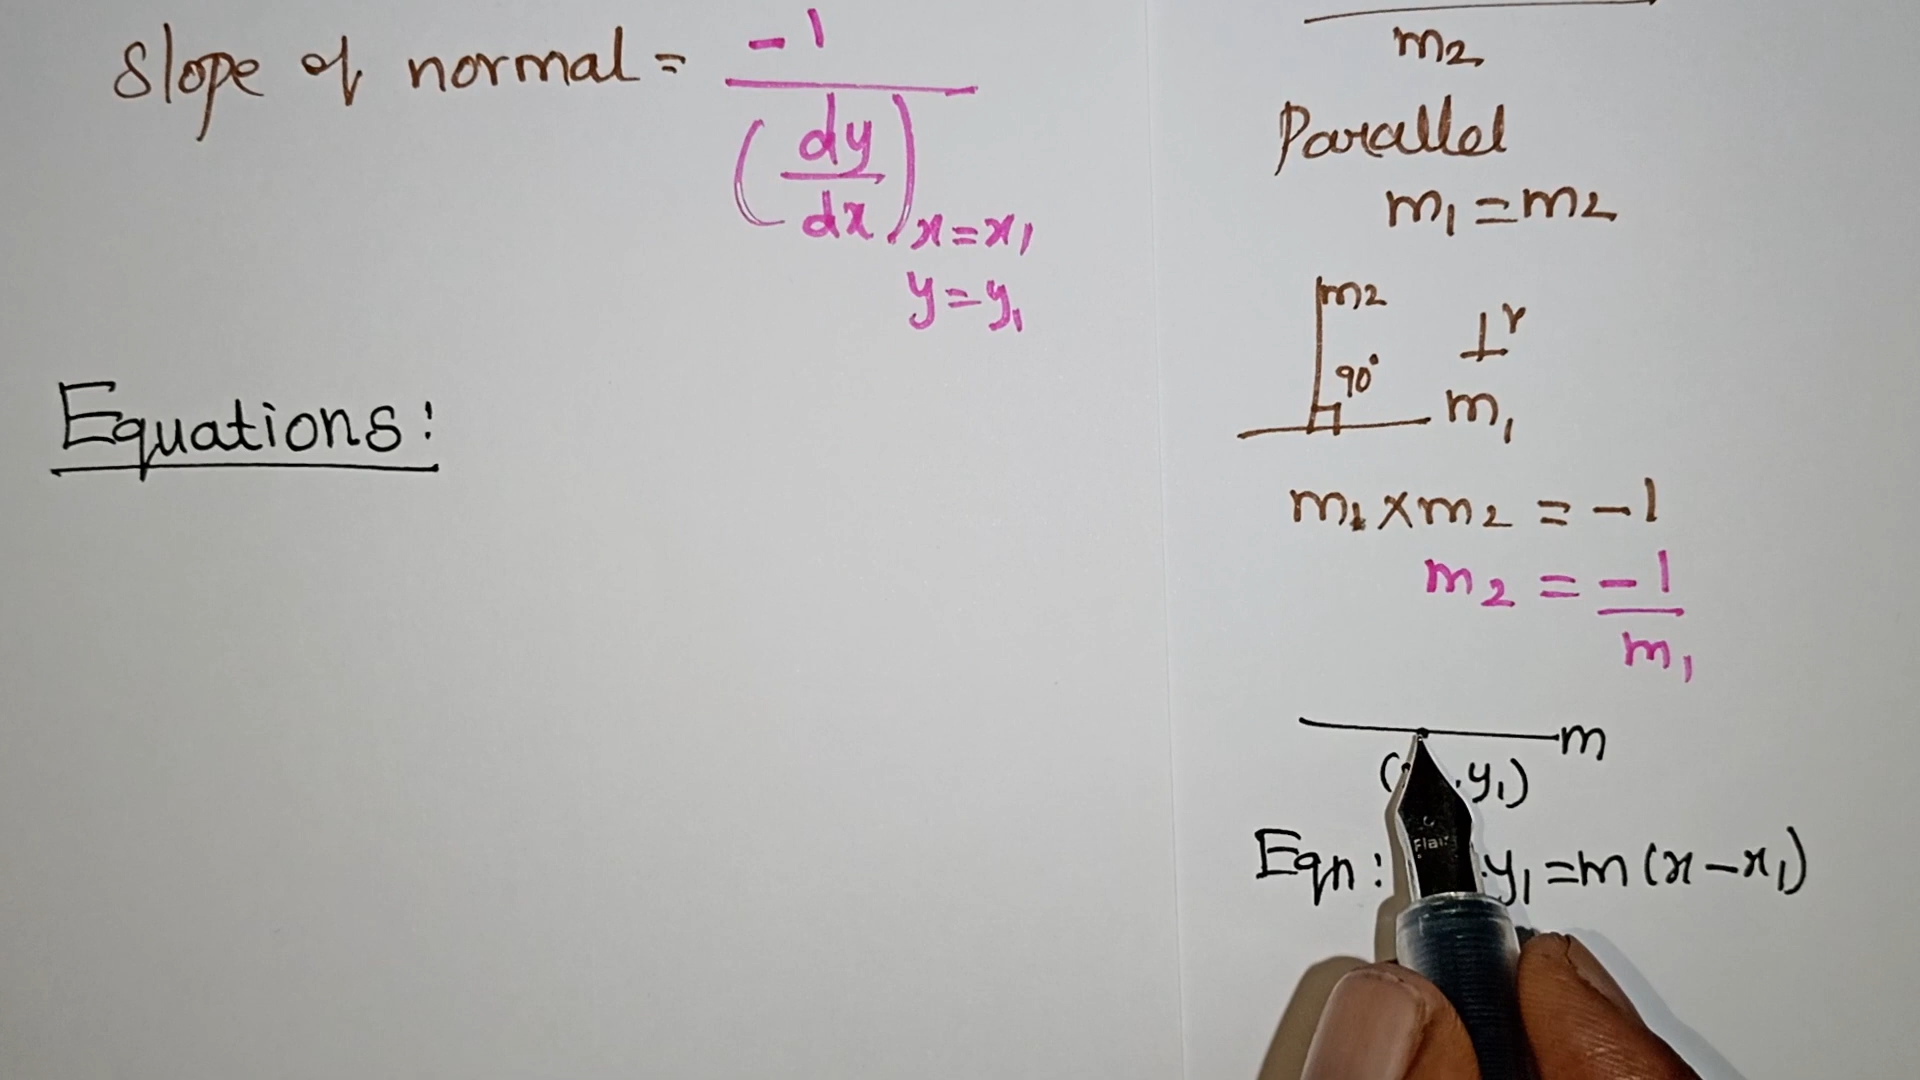 Slope of normal = -1
(dy/dx) x=x₁
y=y₁
Equations:
m₂
Parallel
m₁=m₂
m₂
⊥ʳ
90°
m₁
m₁ × m₂ = -1
m₂ = -1
m₁
m
( .y₁)
Eqn: y₁=m(x-x₁)
Flair